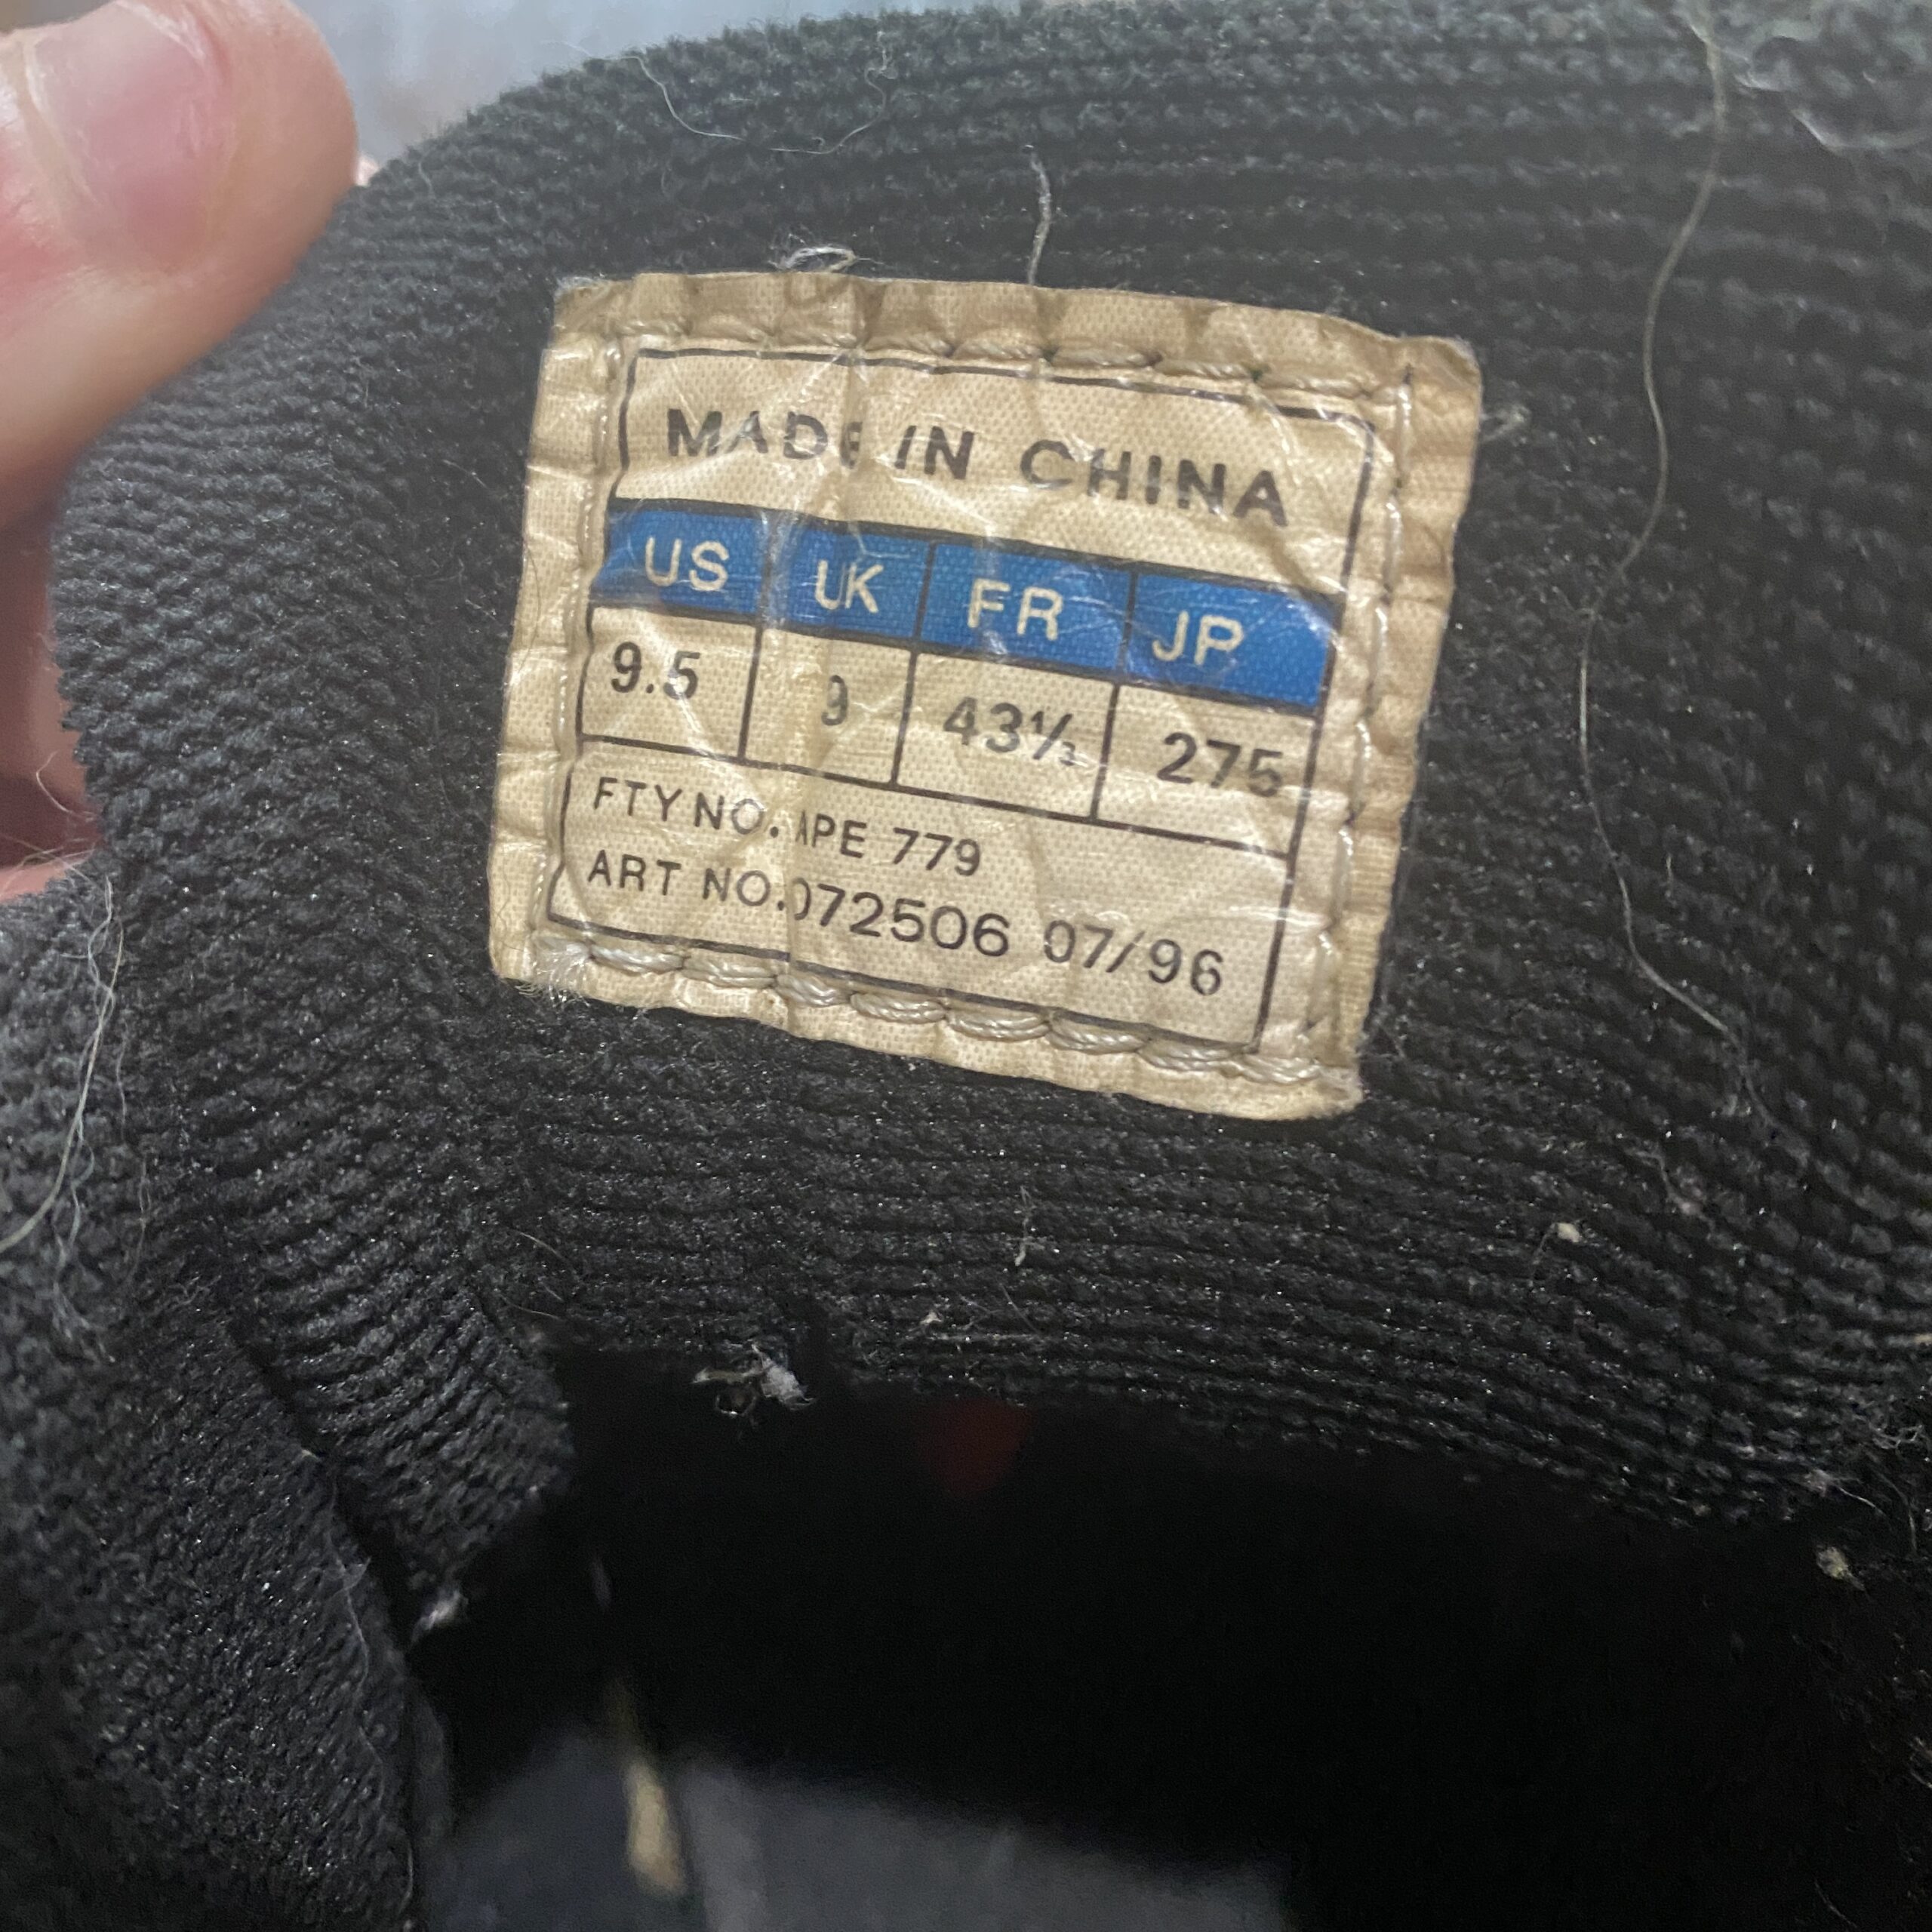 MADE IN CHINA
US UK FR JP
9.5 9 43⅓ 275
FTY NO. APE 779
ART NO. 072506 07/96